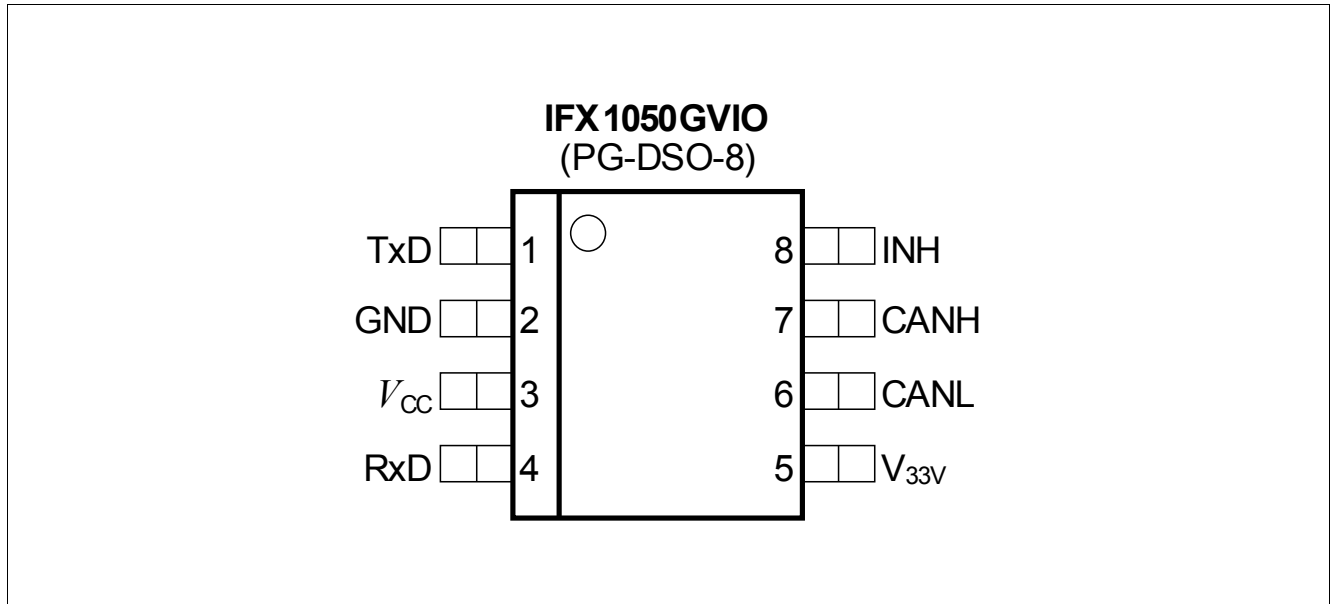 IFX1050GVIO
(PG-DSO-8)
TxD 1 8 INH
GND 2 7 CANH
VCC 3 6 CANL
RxD 4 5 V33V